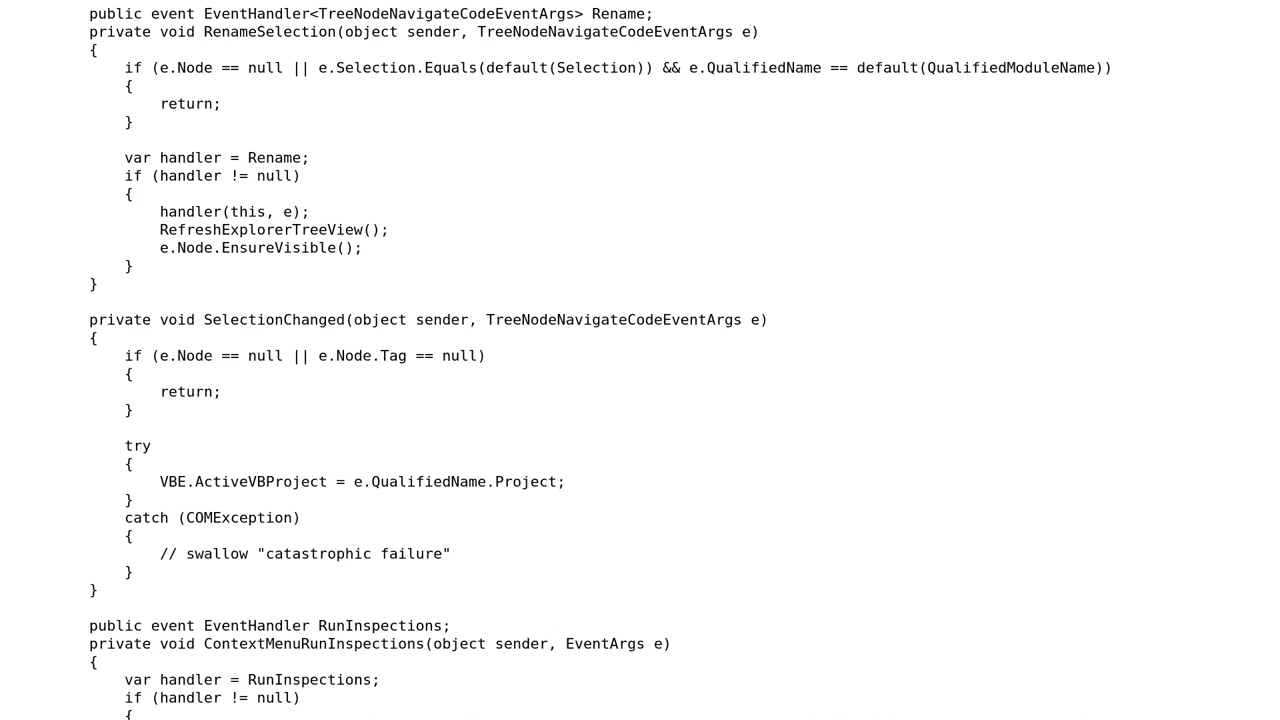 public event EventHandler<TreeNodeNavigateCodeEventArgs> Rename;
private void RenameSelection(object sender, TreeNodeNavigateCodeEventArgs e)
{
    if (e.Node == null || e.Selection.Equals(default(Selection)) && e.QualifiedName == default(QualifiedModuleName))
    {
        return;
    }

    var handler = Rename;
    if (handler != null)
    {
        handler(this, e);
        RefreshExplorerTreeView();
        e.Node.EnsureVisible();
    }
}

private void SelectionChanged(object sender, TreeNodeNavigateCodeEventArgs e)
{
    if (e.Node == null || e.Node.Tag == null)
    {
        return;
    }

    try
    {
        VBE.ActiveVBProject = e.QualifiedName.Project;
    }
    catch (COMException)
    {
        // swallow "catastrophic failure"
    }
}

public event EventHandler RunInspections;
private void ContextMenuRunInspections(object sender, EventArgs e)
{
    var handler = RunInspections;
    if (handler != null)
    {